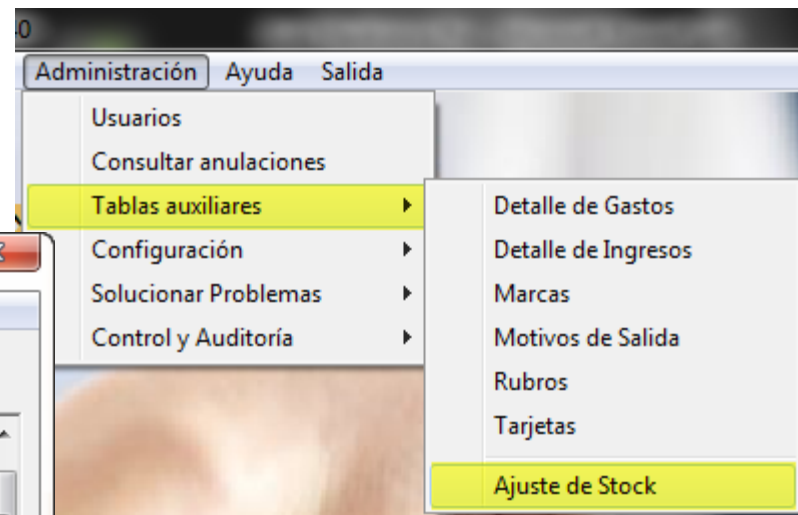 Administración Ayuda Salida
Usuarios
Consultar anulaciones
Tablas auxiliares
Configuración
Solucionar Problemas
Control y Auditoría
Detalle de Gastos
Detalle de Ingresos
Marcas
Motivos de Salida
Rubros
Tarjetas
Ajuste de Stock